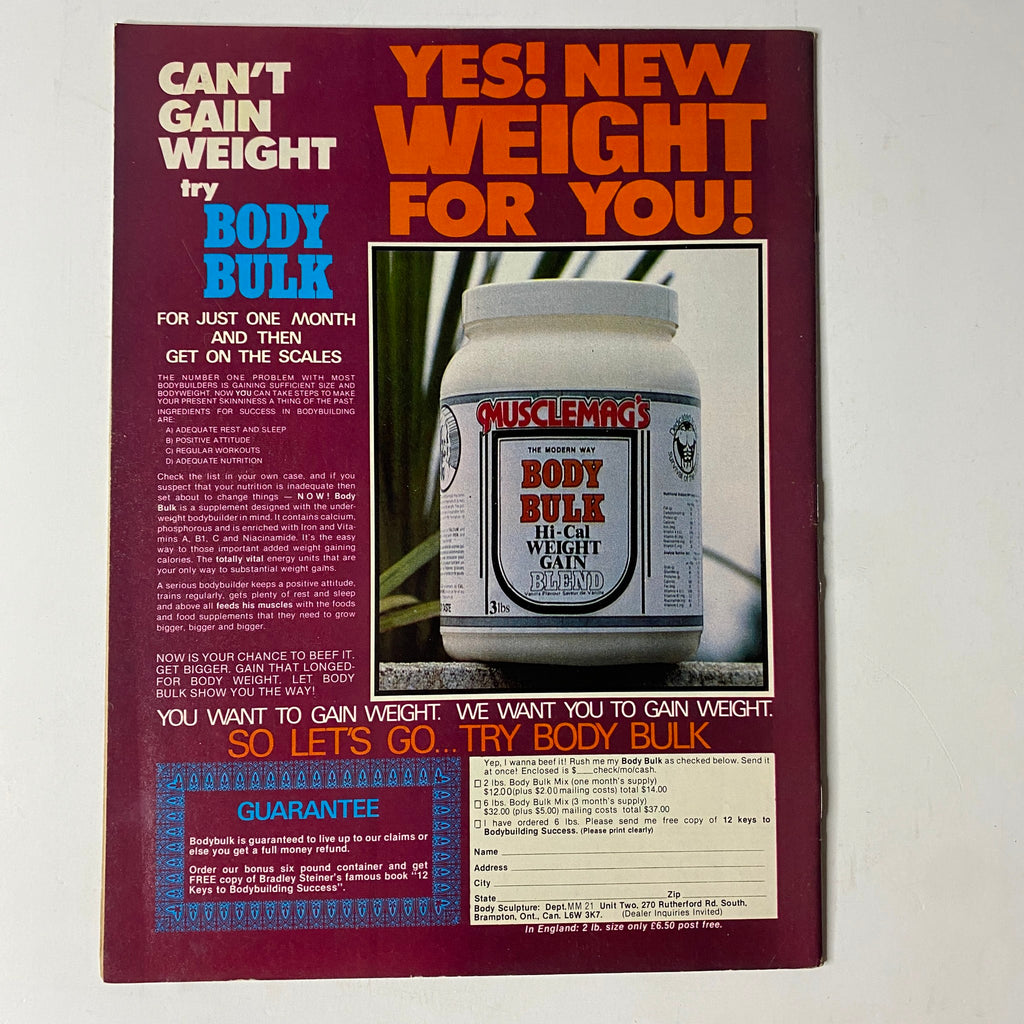 CAN'T
GAIN
WEIGHT
try
BODY
BULK
FOR JUST ONE MONTH
AND THEN
GET ON THE SCALES
THE NUMBER ONE PROBLEM WITH MOST
BODYBUILDERS IS GAINING SUFFICIENT SIZE AND
BODYWEIGHT. NOW YOU CAN TAKE STEPS TO MAKE
YOUR PRESENT SKINNINESS A THING OF THE PAST.
INGREDIENTS FOR SUCCESS IN BODYBUILDING
ARE:
A) ADEQUATE REST AND SLEEP
B) POSITIVE ATTITUDE
C) REGULAR WORKOUTS
D) ADEQUATE NUTRITION
Check the list in your own case, and if you
suspect that your nutrition is inadequate then
set about to change things — NOW! Body
Bulk is a supplement designed with the under-
weight bodybuilder in mind. It contains calcium,
phosphorous and is enriched with Iron and Vita-
mins A, B1, C and Niacinamide. It's the easy
way to those important added weight gaining
calories. The totally vital energy units that are
your only way to substantial weight gains.
A serious bodybuilder keeps a positive attitude,
trains regularly, gets plenty of rest and sleep
and above all feeds his muscles with the foods
and food supplements that they need to grow
bigger, bigger and bigger.
NOW IS YOUR CHANCE TO BEEF IT.
GET BIGGER. GAIN THAT LONGED-
FOR BODY WEIGHT. LET BODY
BULK SHOW YOU THE WAY!
YES! NEW
WEIGHT
FOR YOU!
MUSCLEMAG'S
THE MODERN WAY
BODY
BULK
Hi-Cal
WEIGHT
GAIN
BLEND
Vanilla Flavour Saveur de Vanille
3lbs
YOU WANT TO GAIN WEIGHT. WE WANT YOU TO GAIN WEIGHT.
SO LET'S GO... TRY BODY BULK
GUARANTEE
Bodybulk is guaranteed to live up to our claims or
else you get a full money refund.
Order our bonus six pound container and get
FREE copy of Bradley Steiner's famous book "12
Keys to Bodybuilding Success".
Yep, I wanna beef it! Rush me my Body Bulk as checked below. Send it
at once! Enclosed is $___check/mo/cash.
2 lbs. Body Bulk Mix (one month's supply)
$12.00(plus $2.00 mailing costs) total $14.00
6 lbs. Body Bulk Mix (3 month's supply)
$32.00 (plus $5.00) mailing costs total $37.00
I have ordered 6 lbs. Please send me free copy of 12 keys to
Bodybuilding Success. (Please print clearly)
Name
Address
City
State Zip
Body Sculpture: Dept.MM 21 Unit Two, 270 Rutherford Rd. South,
Brampton, Ont., Can. L6W 3K7. (Dealer Inquiries Invited)
In England: 2 lb. size only £6.50 post free.